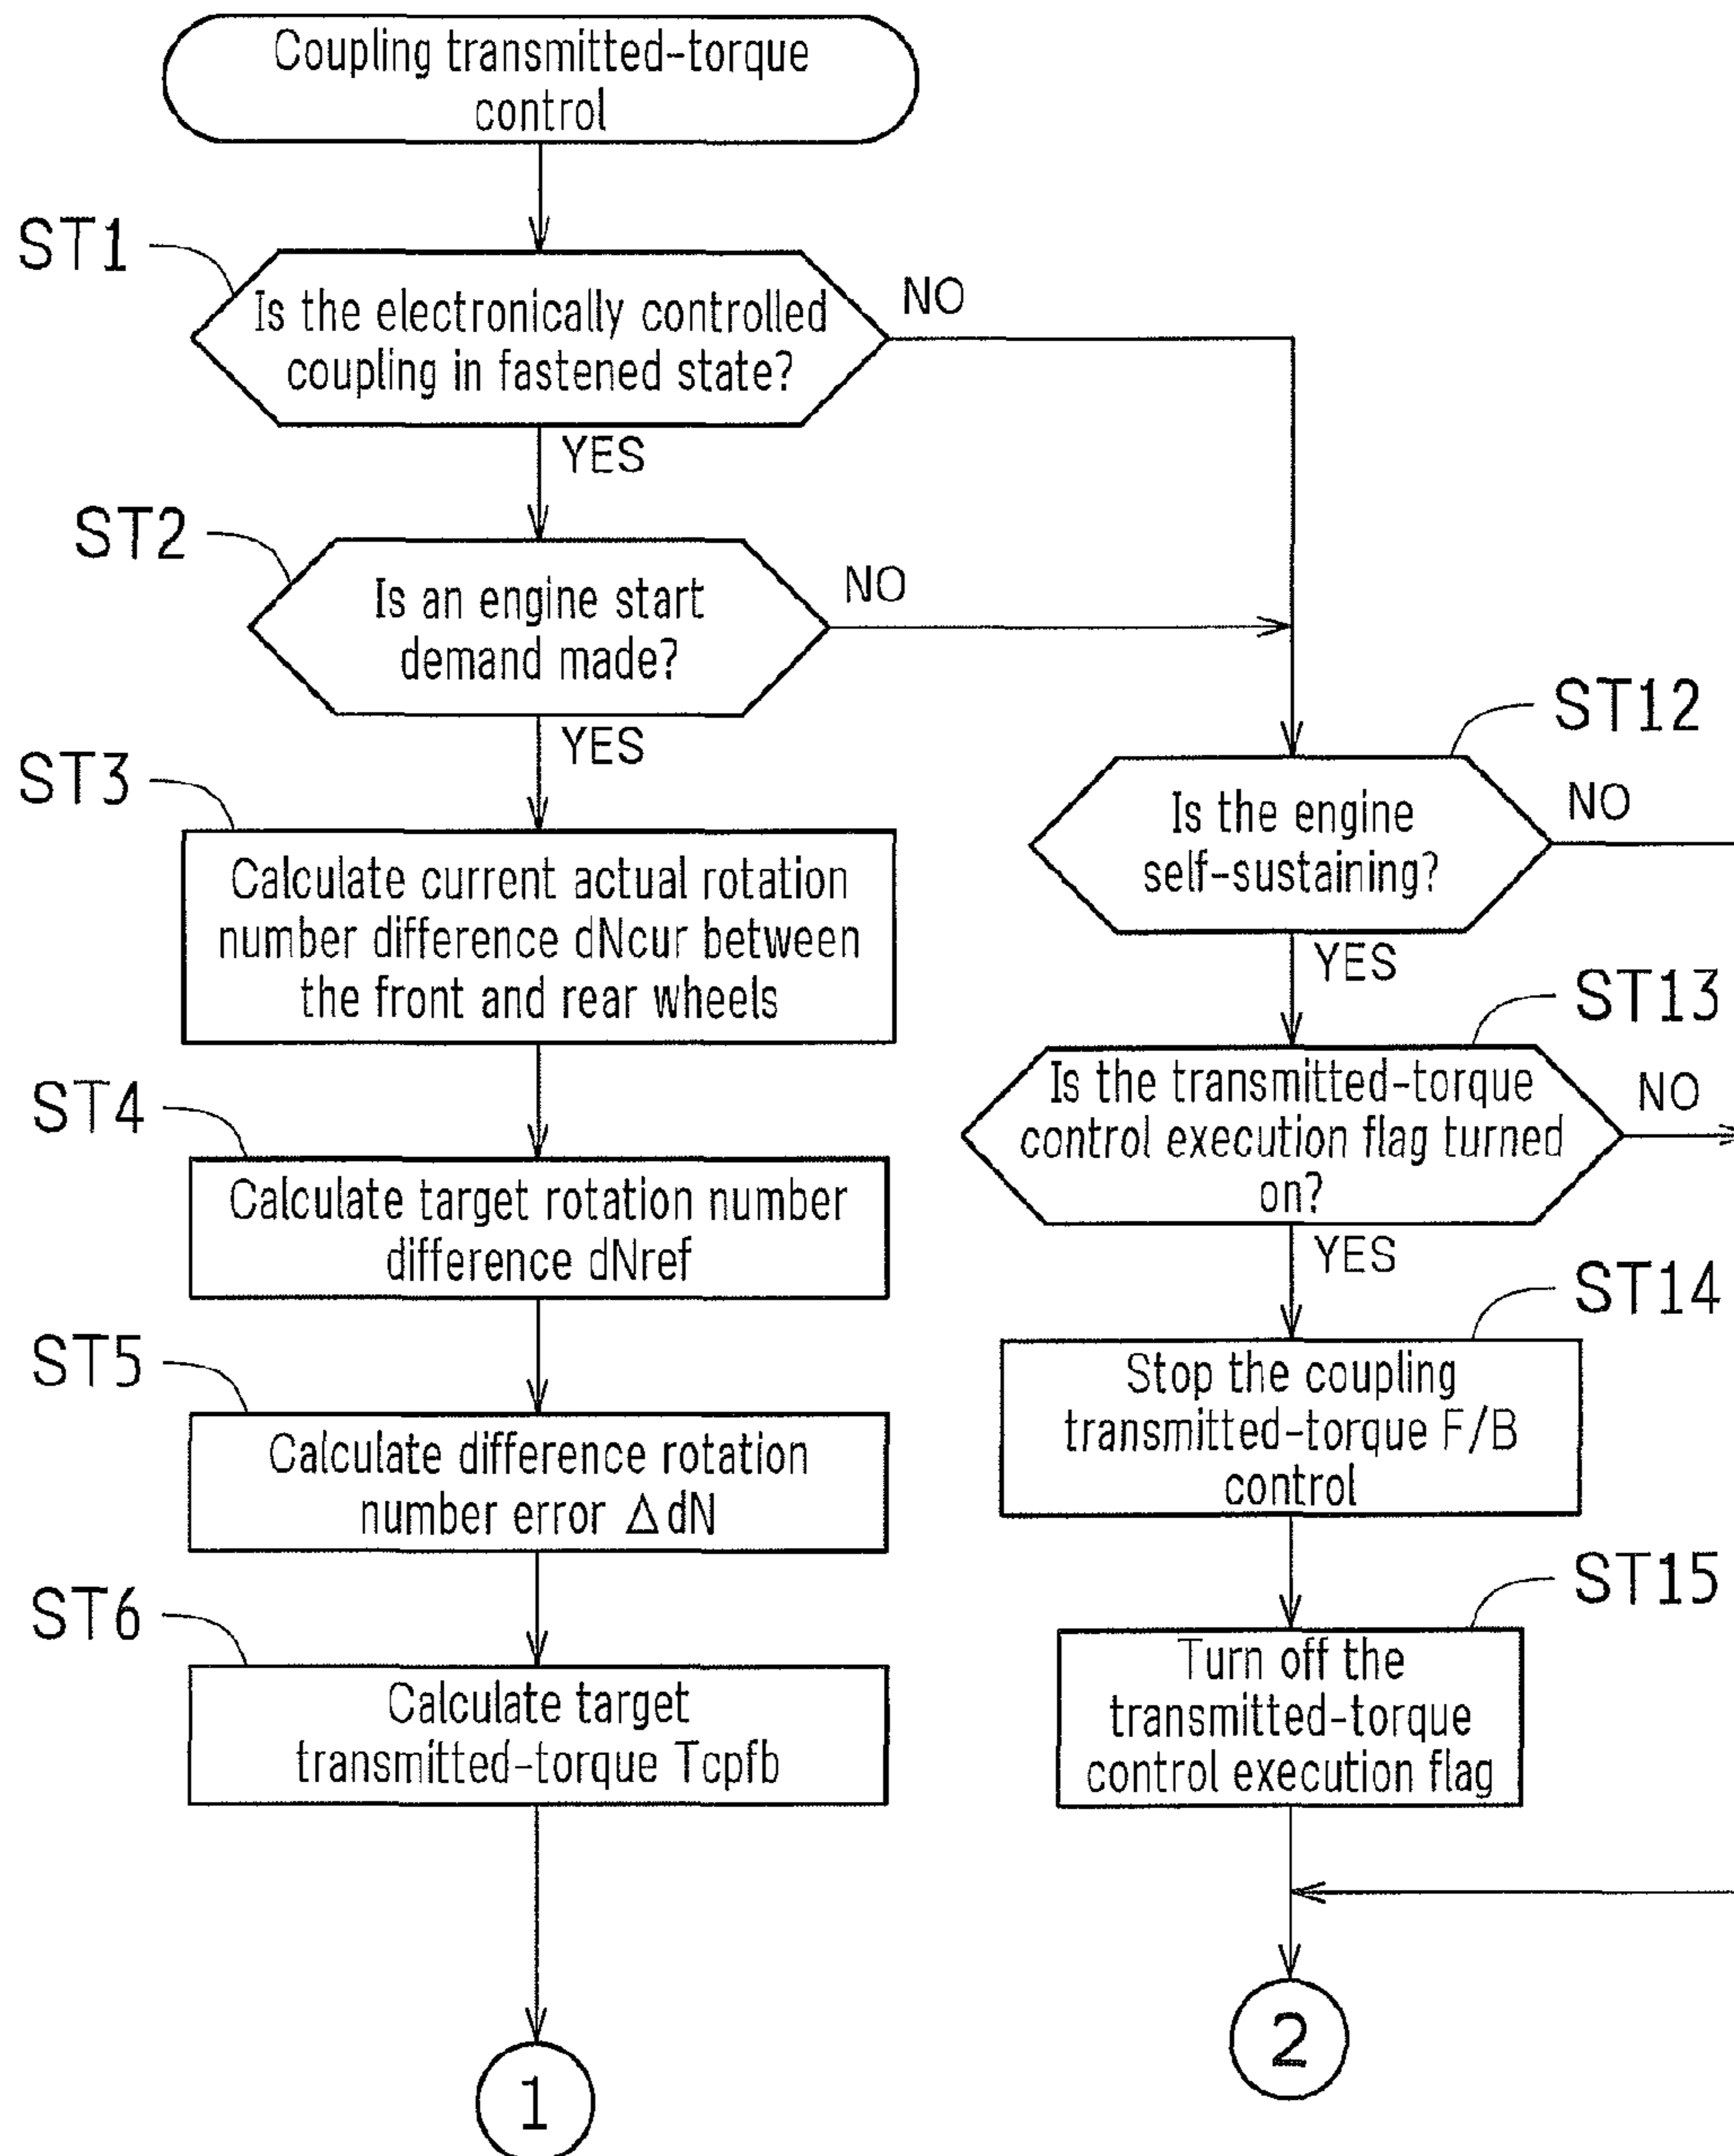 Coupling transmitted-torque
control
ST1
Is the electronically controlled
coupling in fastened state?
NO
YES
ST2
Is an engine start
demand made?
NO
YES
ST3
Calculate current actual rotation
number difference dNcur between
the front and rear wheels
ST4
Calculate target rotation number
difference dNref
ST5
Calculate difference rotation
number error ΔdN
ST6
Calculate target
transmitted-torque Tcpfb
1
ST12
Is the engine
self-sustaining?
NO
YES
ST13
Is the transmitted-torque
control execution flag turned
on?
NO
YES
ST14
Stop the coupling
transmitted-torque F/B
control
ST15
Turn off the
transmitted-torque
control execution flag
2